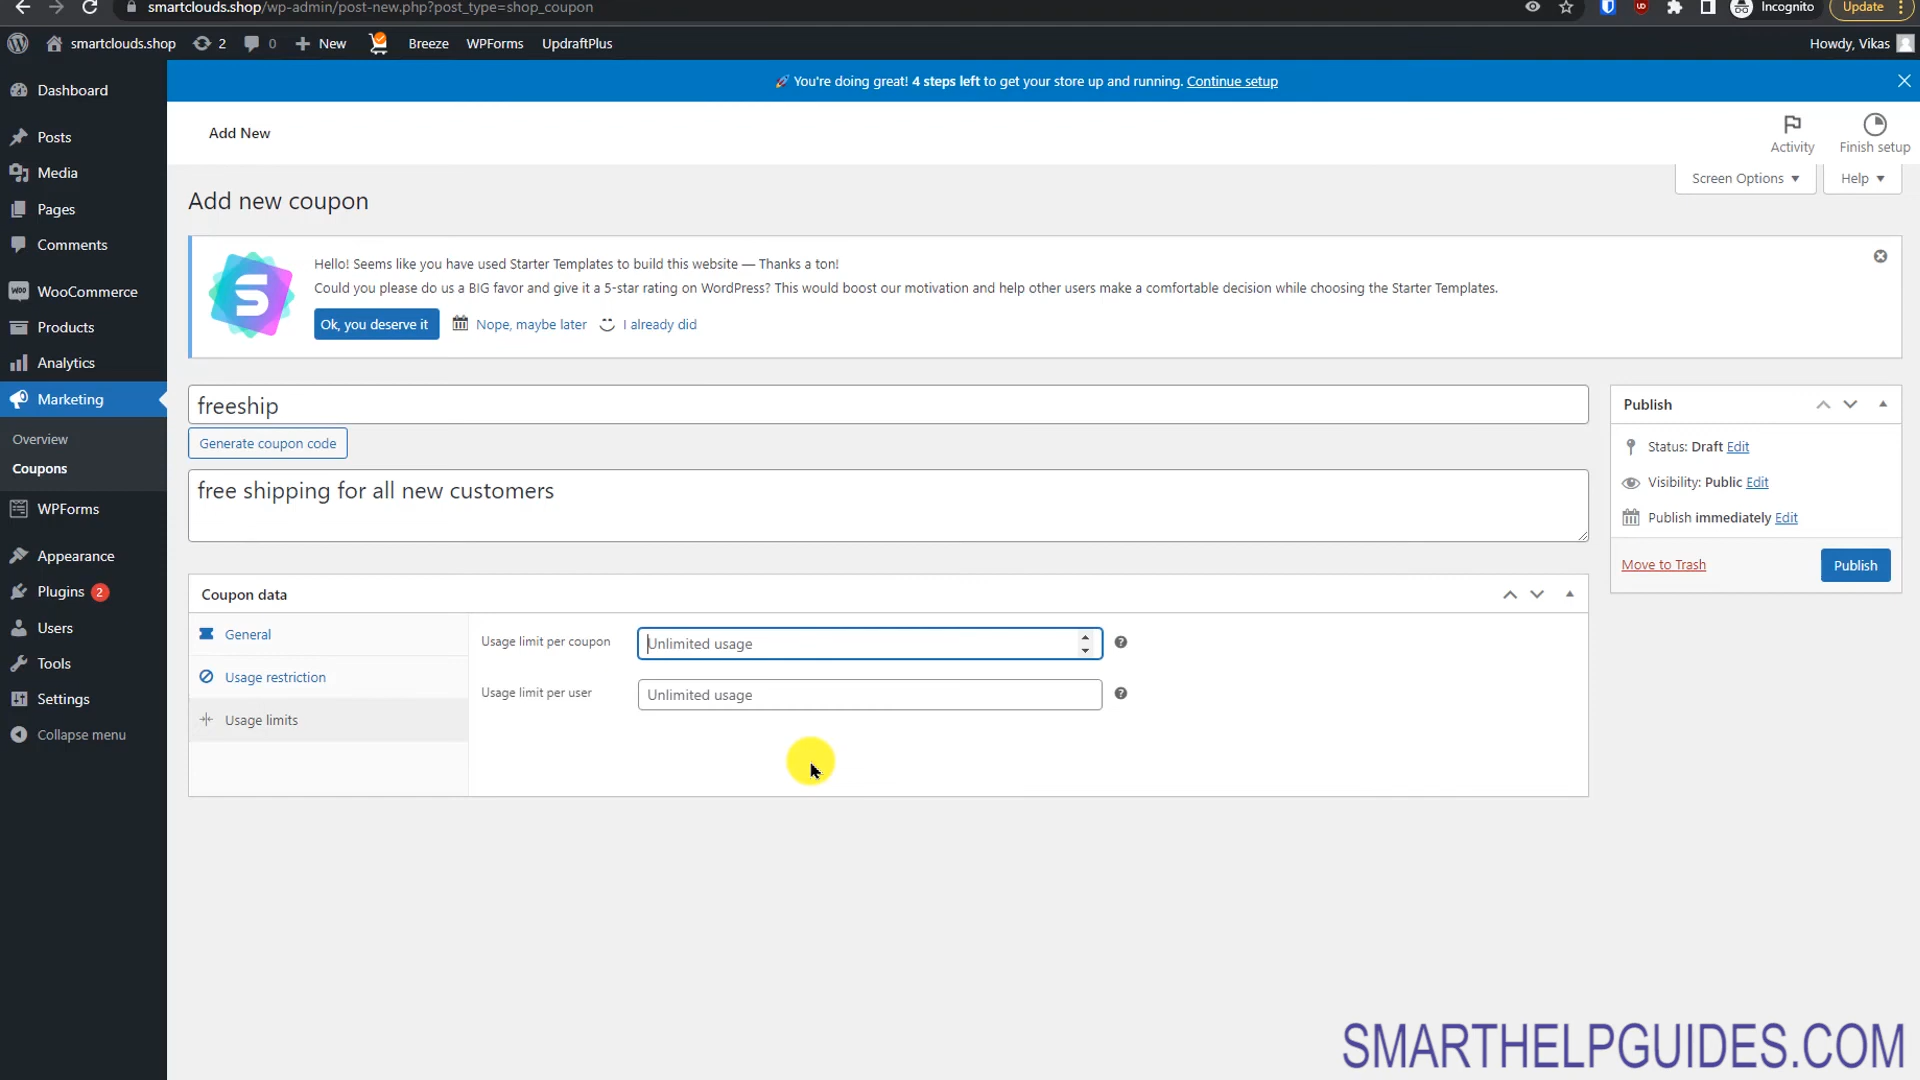 smartclouds.shop/wp-admin/post-new.php?post_type=shop_coupon
Incognito
Update
smartclouds.shop
2
0
New
Breeze
WPForms
UpdraftPlus
Howdy, Vikas
Dashboard
Posts
Media
Pages
Comments
WooCommerce
Products
Analytics
Marketing
Overview
Coupons
WPForms
Appearance
Plugins 2
Users
Tools
Settings
Collapse menu
🚀 You're doing great! 4 steps left to get your store up and running. Continue setup
Add New
Activity
Finish setup
Screen Options
Help
Add new coupon
Hello! Seems like you have used Starter Templates to build this website — Thanks a ton!
Could you please do us a BIG favor and give it a 5-star rating on WordPress? This would boost our motivation and help other users make a comfortable decision while choosing the Starter Templates.
Ok, you deserve it
Nope, maybe later
I already did
freeship
Generate coupon code
free shipping for all new customers
Coupon data
General
Usage restriction
Usage limits
Usage limit per coupon
Unlimited usage
Usage limit per user
Unlimited usage
Publish
Status: Draft Edit
Visibility: Public Edit
Publish immediately Edit
Move to Trash
Publish
SMARTHELPGUIDES.COM